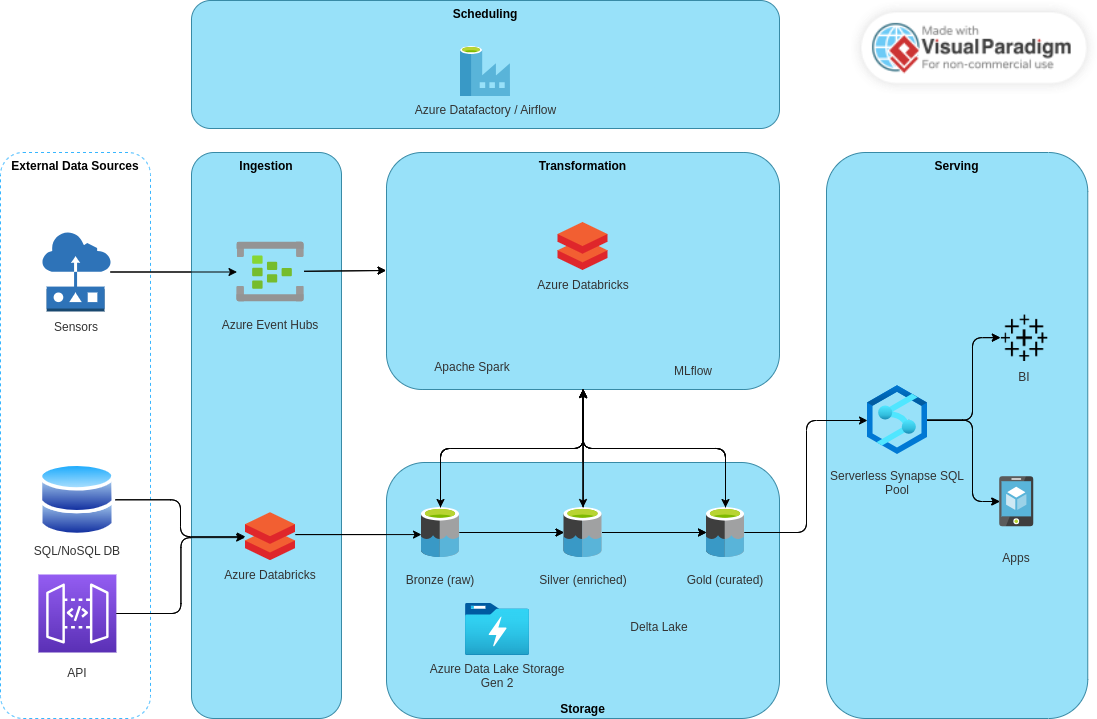 Scheduling
Azure Datafactory / Airflow
Made with
VisualParadigm
For non-commercial use
External Data Sources
Sensors
SQL/NoSQL DB
API
Ingestion
Azure Event Hubs
Azure Databricks
Transformation
Azure Databricks
Apache Spark
MLflow
Bronze (raw)
Silver (enriched)
Gold (curated)
Azure Data Lake Storage
Gen 2
Delta Lake
Storage
Serving
Serverless Synapse SQL
Pool
BI
Apps